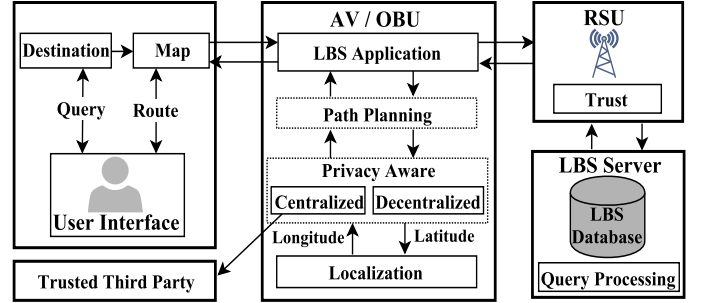 Destination
Map
Query
Route
User Interface
Trusted Third Party
AV / OBU
LBS Application
Path Planning
Privacy Aware
Centralized
Decentralized
Longitude
Latitude
Localization
RSU
Trust
LBS Server
LBS
Database
Query Processing